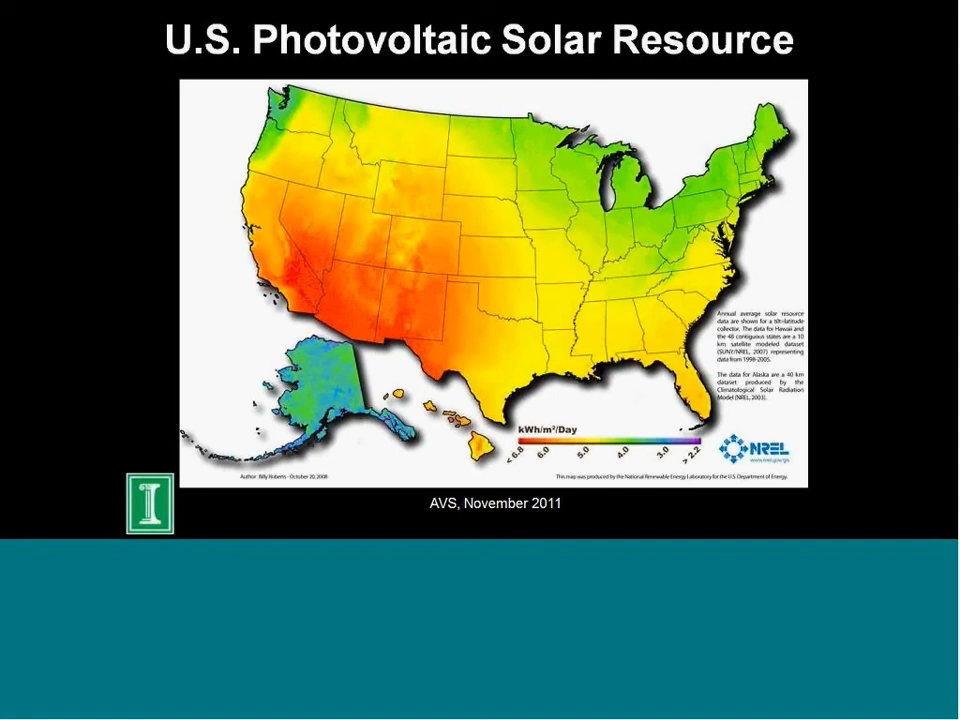 U.S. Photovoltaic Solar Resource
Annual average solar resource
data are shown for a tilt=latitude
collector. The data for Hawaii and
the 48 contiguous states are a 10
km satellite modeled dataset
(SUNY/NREL, 2007) representing
data from 1998-2005.
The data for Alaska are a 40 km
dataset produced by the
Climatological Solar Radiation
Model (NREL, 2003).
kWh/m²/Day
< 6.8 6.0 5.0 4.0 3.0 > 2.2
NREL
www.nrel.gov/gis
Author : Billy Roberts - October 20, 2008
This map was produced by the National Renewable Energy Laboratory for the U.S. Department of Energy.
I
AVS, November 2011